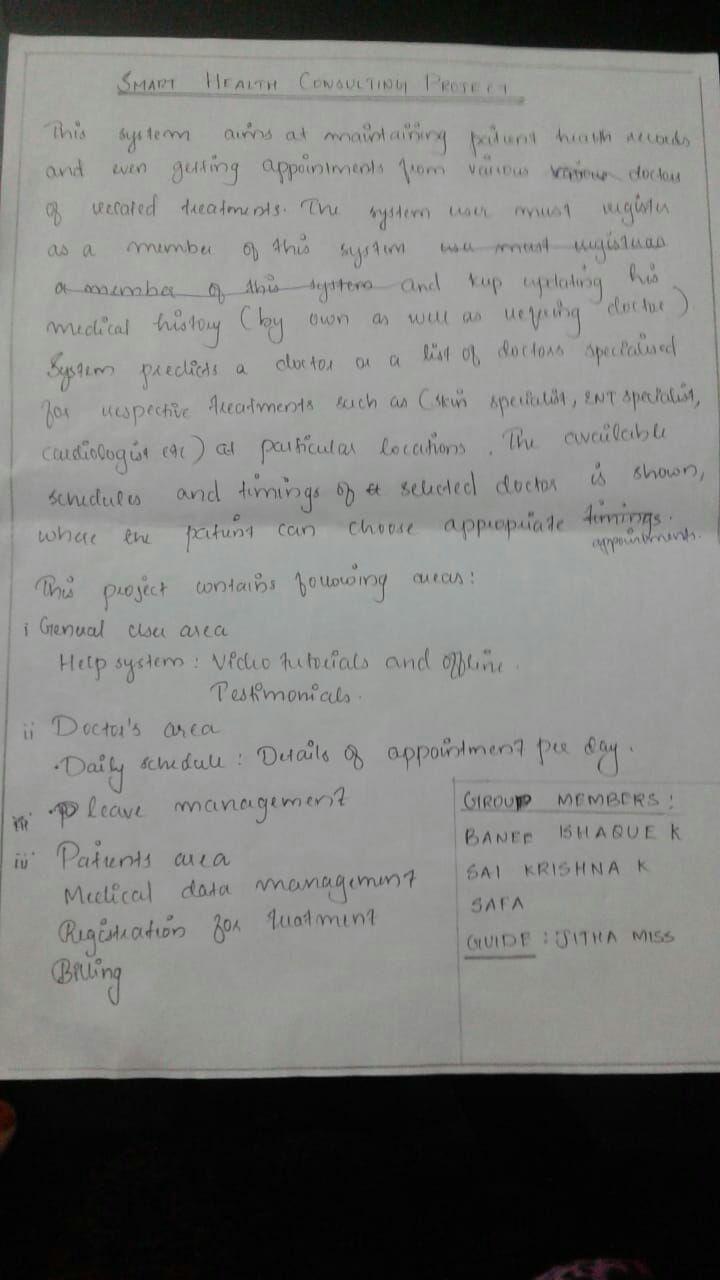 SMART HEALTH CONSULTING PROJECT
This system aims at maintaining patient health records
and even getting appointments from various various doctors
of related treatments. The system user must register
as a member of this system use must register as
a member of this system and keep updating his
medical history (by own as well as refering doctor)
System predicts a doctor or a list of doctors specialised
for respective treatments such as (skin specialist, ENT specialist,
cardiologist etc) at particular locations. The available
schedules and timings of selected doctor is shown,
where the patient can choose appropriate timings.
appointments.
This project contains following areas:
i General user area
Help system: Video tutorials and offline.
Testimonials.
ii Doctor's area
. Daily schedule: Details of appointment per day.
iii . leave management
iv Patients area
Medical data management
Registration for treatment
Billing
GROUP MEMBERS:
BANEE ISHAQUE K
SAI KRISHNA K
SAFA
GUIDE: JITHA MISS